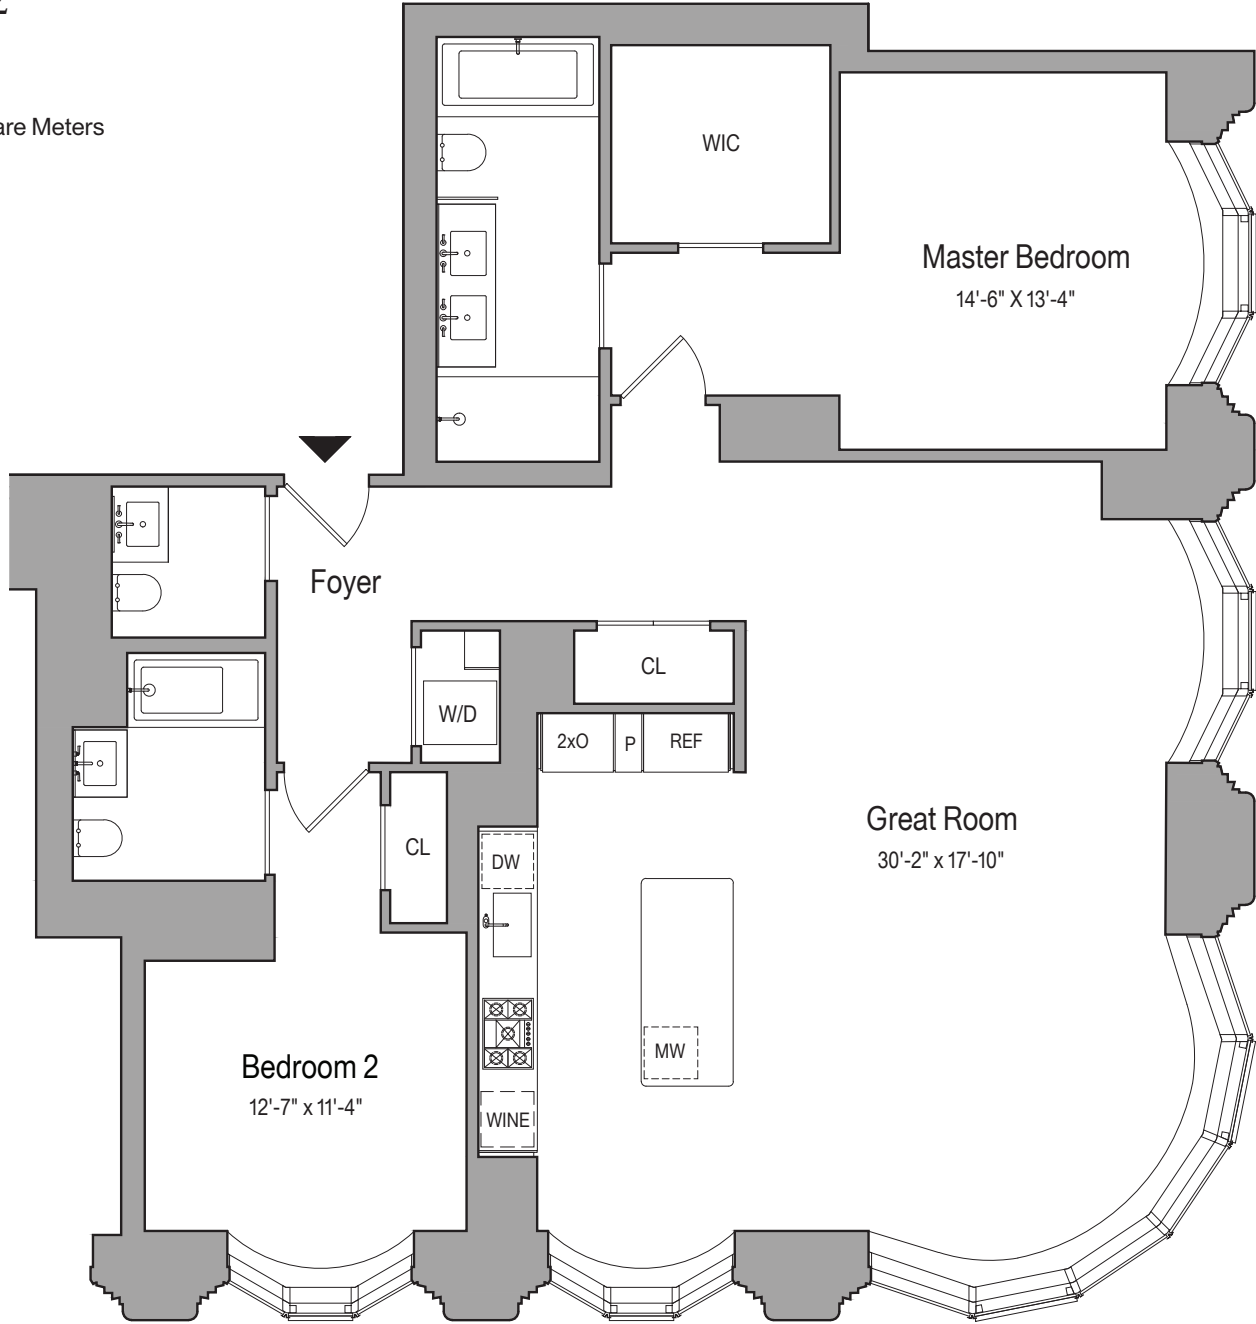 are Meters
WIC
Master Bedroom
14'-6" X 13'-4"
Foyer
CL
W/D
2xO
P
REF
Great Room
30'-2" x 17'-10"
CL
DW
MW
Bedroom 2
12'-7" x 11'-4"
WINE